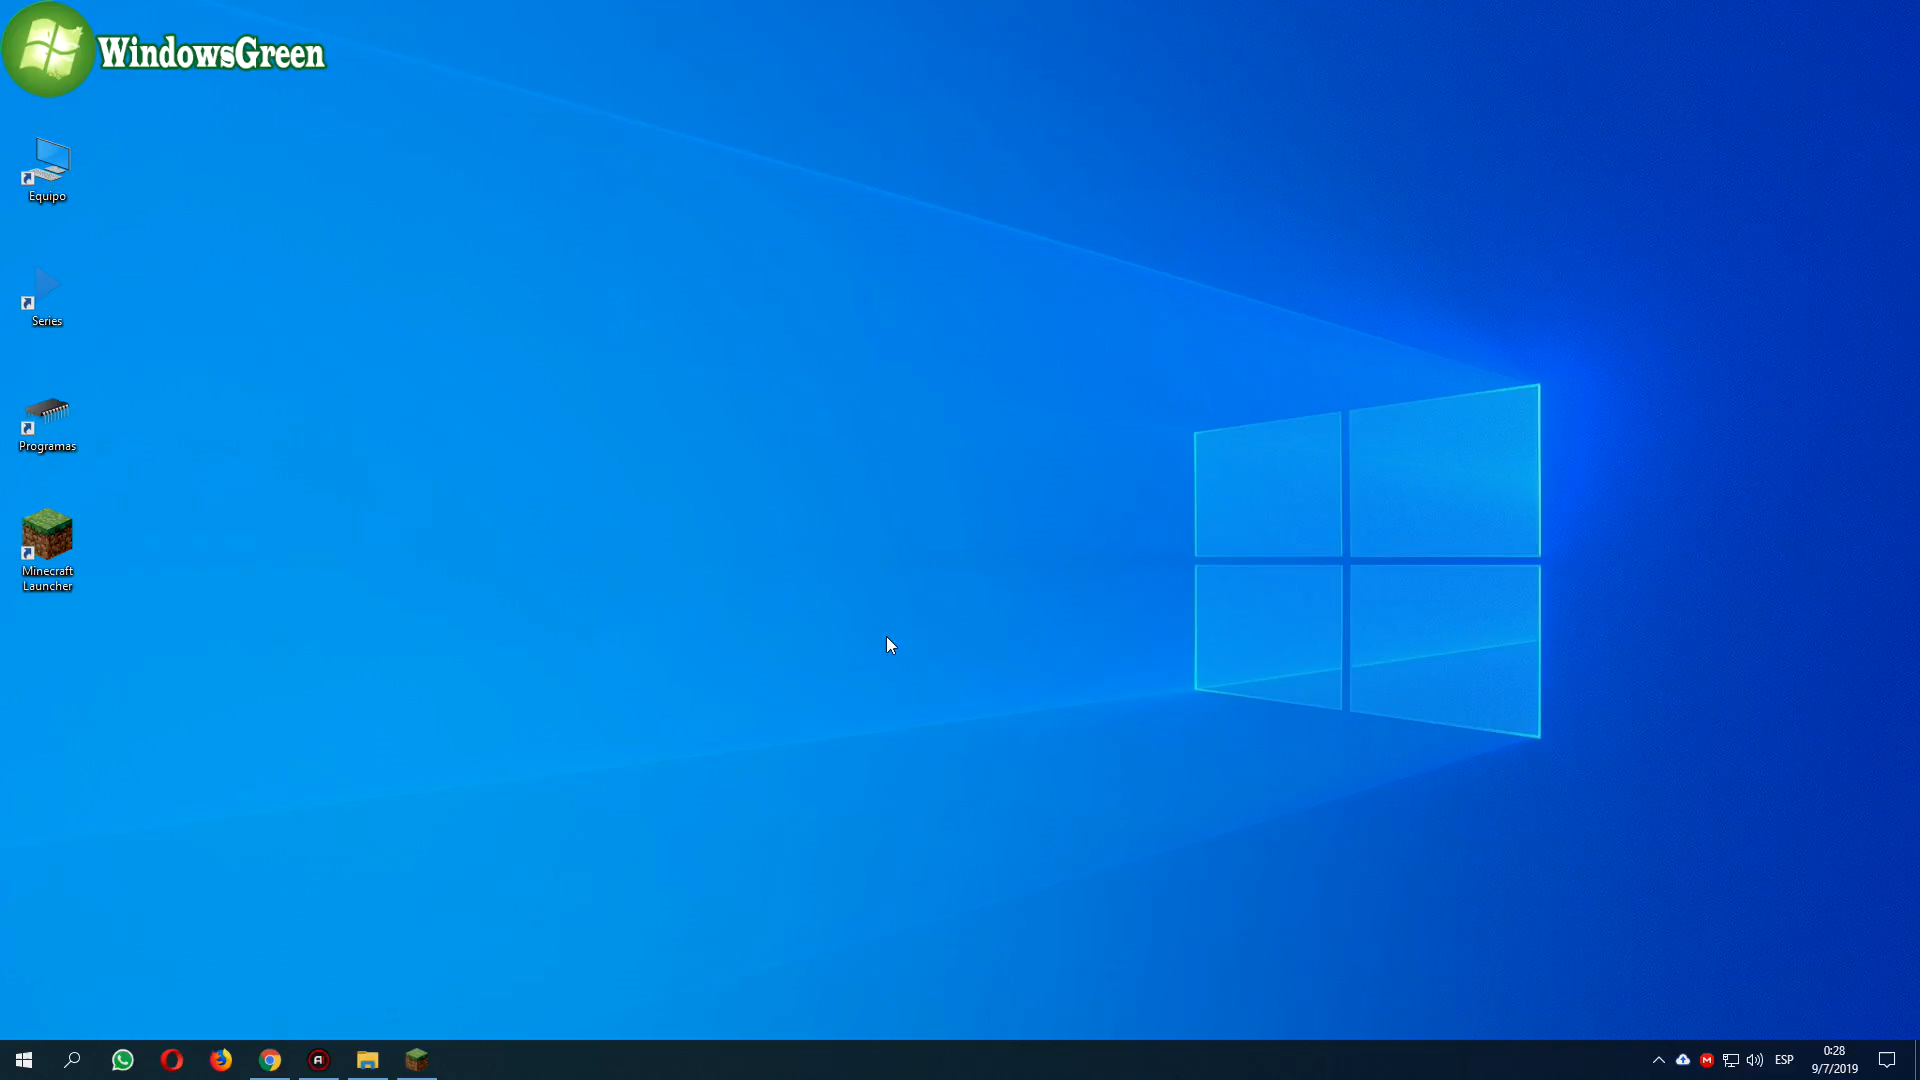 WindowsGreen
Equipo
Series
Programas
Minecraft
Launcher
ESP
0:28
9/7/2019